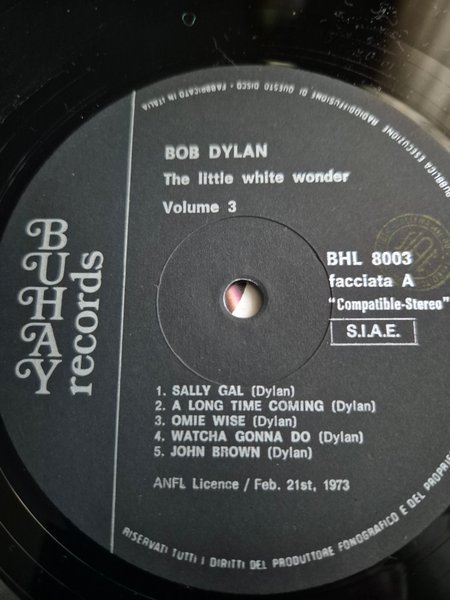 PUBBLICA ESECUZIONE RADIODIFFUSIONE DI QUESTO DISCO - FABBRICATO IN ITALIA
BOB DYLAN
The little white wonder
Volume 3
BUHAY
records
BHL 8003
facciata A
"Compatible-Stereo"
S.I.A.E.
1. SALLY GAL (Dylan)
2. A LONG TIME COMING (Dylan)
3. OMIE WISE (Dylan)
4. WATCHA GONNA DO (Dylan)
5. JOHN BROWN (Dylan)
ANFL Licence / Feb. 21st, 1973
RISERVATI TUTTI I DIRITTI DEL PRODUTTORE FONOGRAFICO E DEL